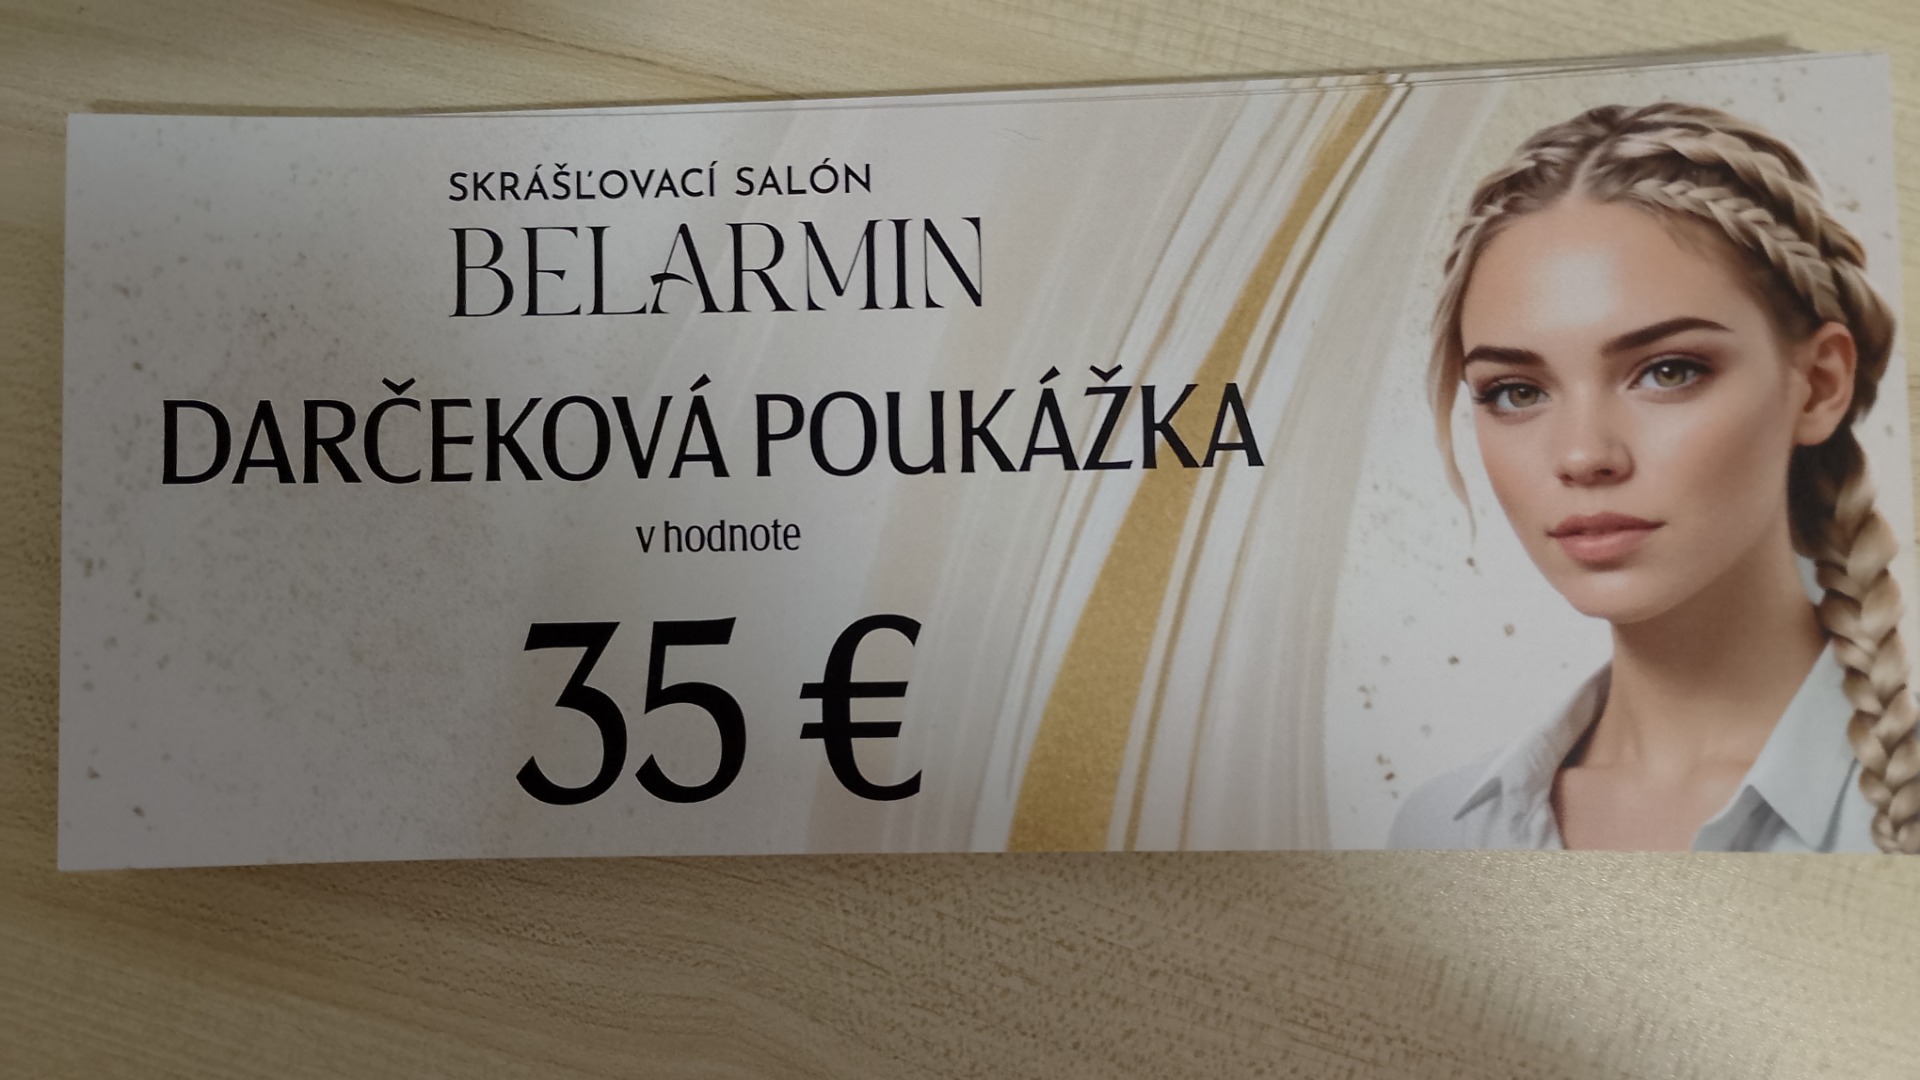 SKRÁŠĽOVACÍ SALÓN
BELARMIN
DARČEKOVÁ POUKÁŽKA
v hodnote
35 €